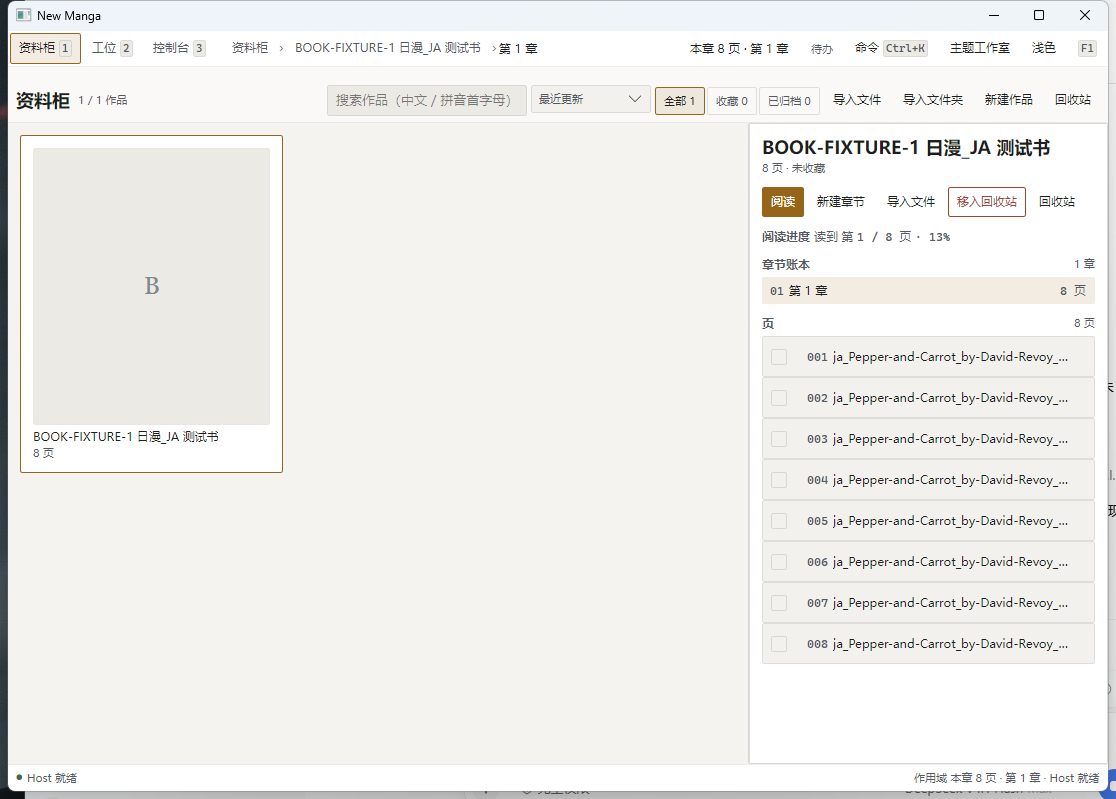 New Manga
资料柜 1 工位 2 控制台 3 资料柜 › BOOK-FIXTURE-1 日漫_JA 测试书 › 第 1 章 本章 8 页 · 第 1 章 待办 命令 Ctrl+K 主题工作室 浅色 F1
资料柜 1 / 1 作品 搜索作品（中文 / 拼音首字母） 最近更新 全部 1 收藏 0 已归档 0 导入文件 导入文件夹 新建作品 回收站
B
BOOK-FIXTURE-1 日漫_JA 测试书
8 页
BOOK-FIXTURE-1 日漫_JA 测试书
8 页 · 未收藏
阅读 新建章节 导入文件 移入回收站 回收站
阅读进度 读到 第 1 / 8 页 · 13%
章节账本 1 章
01 第 1 章 8 页
页 8 页
001 ja_Pepper-and-Carrot_by-David-Revoy_...
002 ja_Pepper-and-Carrot_by-David-Revoy_...
003 ja_Pepper-and-Carrot_by-David-Revoy_...
004 ja_Pepper-and-Carrot_by-David-Revoy_...
005 ja_Pepper-and-Carrot_by-David-Revoy_...
006 ja_Pepper-and-Carrot_by-David-Revoy_...
007 ja_Pepper-and-Carrot_by-David-Revoy_...
008 ja_Pepper-and-Carrot_by-David-Revoy_...
Host 就绪 作用域 本章 8 页 · 第 1 章 · Host 就绪